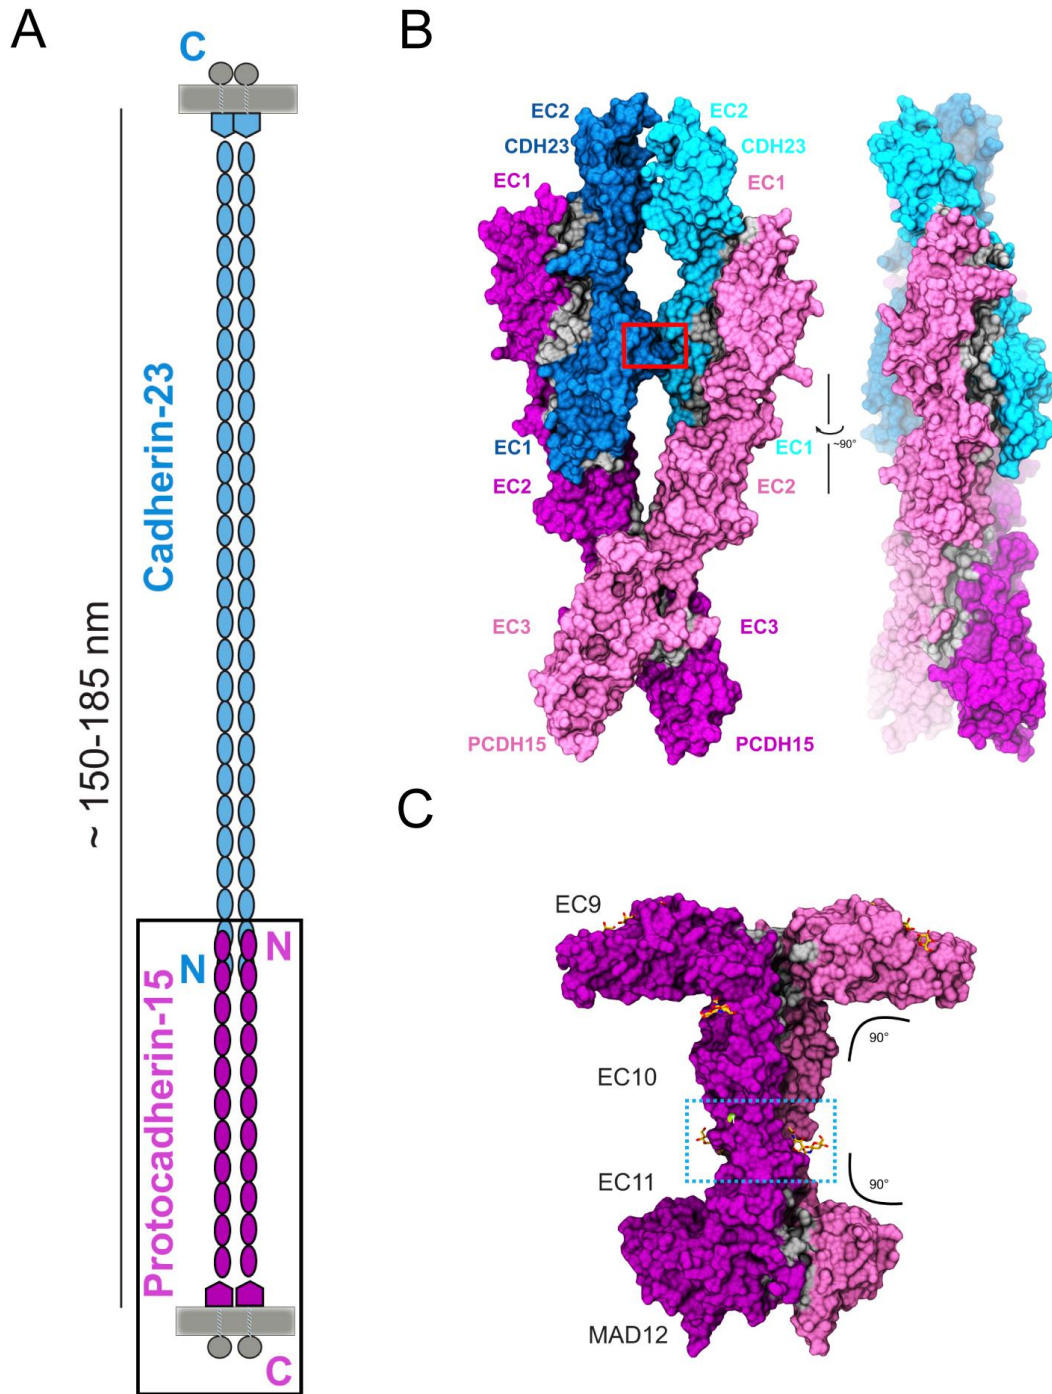 A
C
Cadherin-23
~ 150-185 nm
N
N
Protocadherin-15
C
B
EC2
EC2
CDH23
CDH23
EC1
EC1
EC1
EC1
~90°
EC2
EC2
EC3
EC3
PCDH15
PCDH15
C
EC9
90°
EC10
EC11
90°
MAD12